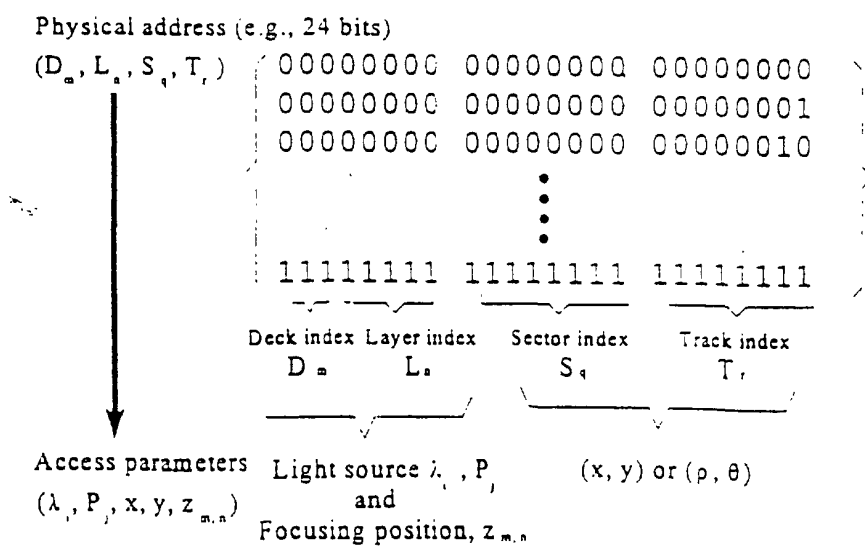 Physical address (e.g., 24 bits)
(Dₘ, Lₙ, S_q, Tᵣ)
00000000 00000000 00000000
00000000 00000000 00000001
00000000 00000000 00000010
11111111 11111111 11111111
Deck index Layer index Sector index Track index
Dₘ Lₙ S_q Tᵣ
Access parameters
(λᵢ, Pⱼ, x, y, zₘ,ₙ)
Light source λᵢ, Pⱼ
and
Focusing position, zₘ,ₙ
(x, y) or (ρ, θ)